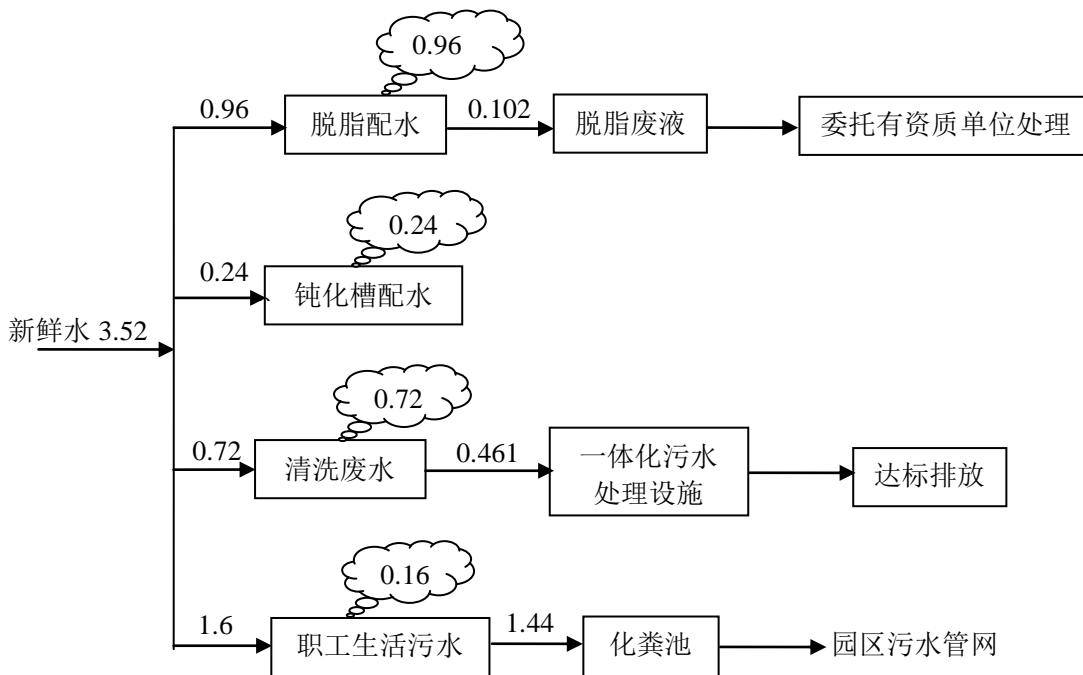 0.96
0.96
脱脂配水
0.102
脱脂废液
委托有资质单位处理
0.24
0.24
钝化槽配水
新鲜水 3.52
0.72
0.72
清洗废水
0.461
一体化污水
处理设施
达标排放
0.16
1.6
职工生活污水
1.44
化粪池
园区污水管网